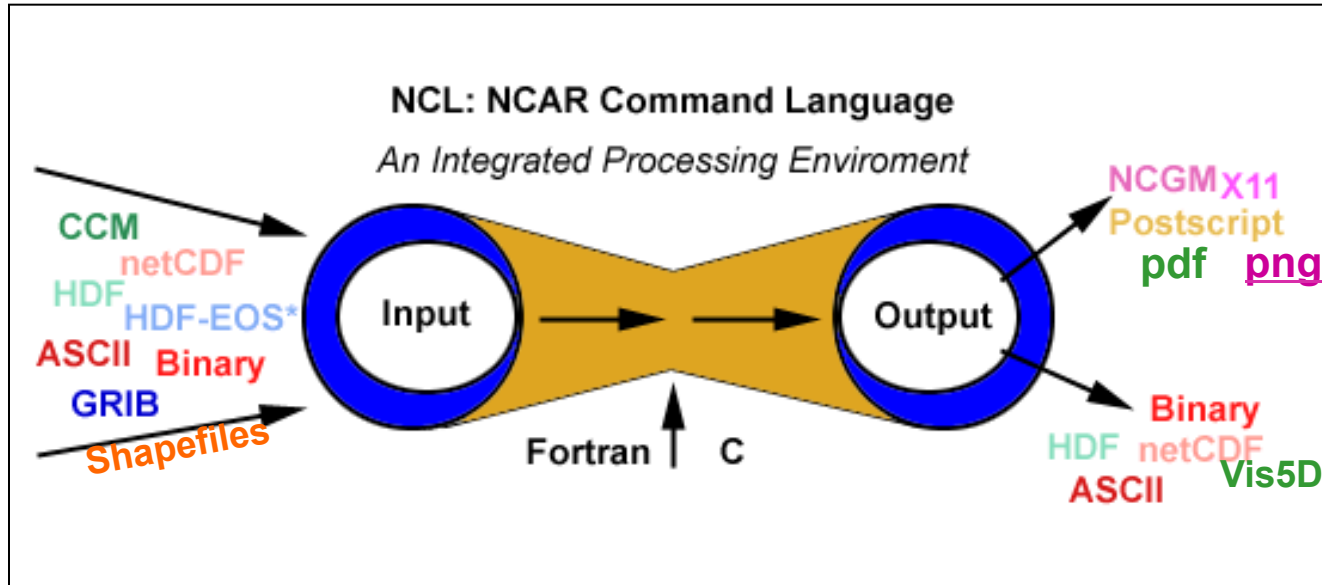 NCL: NCAR Command Language
An Integrated Processing Enviroment
CCM
netCDF
HDF
HDF-EOS*
ASCII Binary
GRIB
Shapefiles
Input
Fortran C
Output
NCGM X11
Postscript
pdf png
Binary
HDF netCDF
Vis5D
ASCII